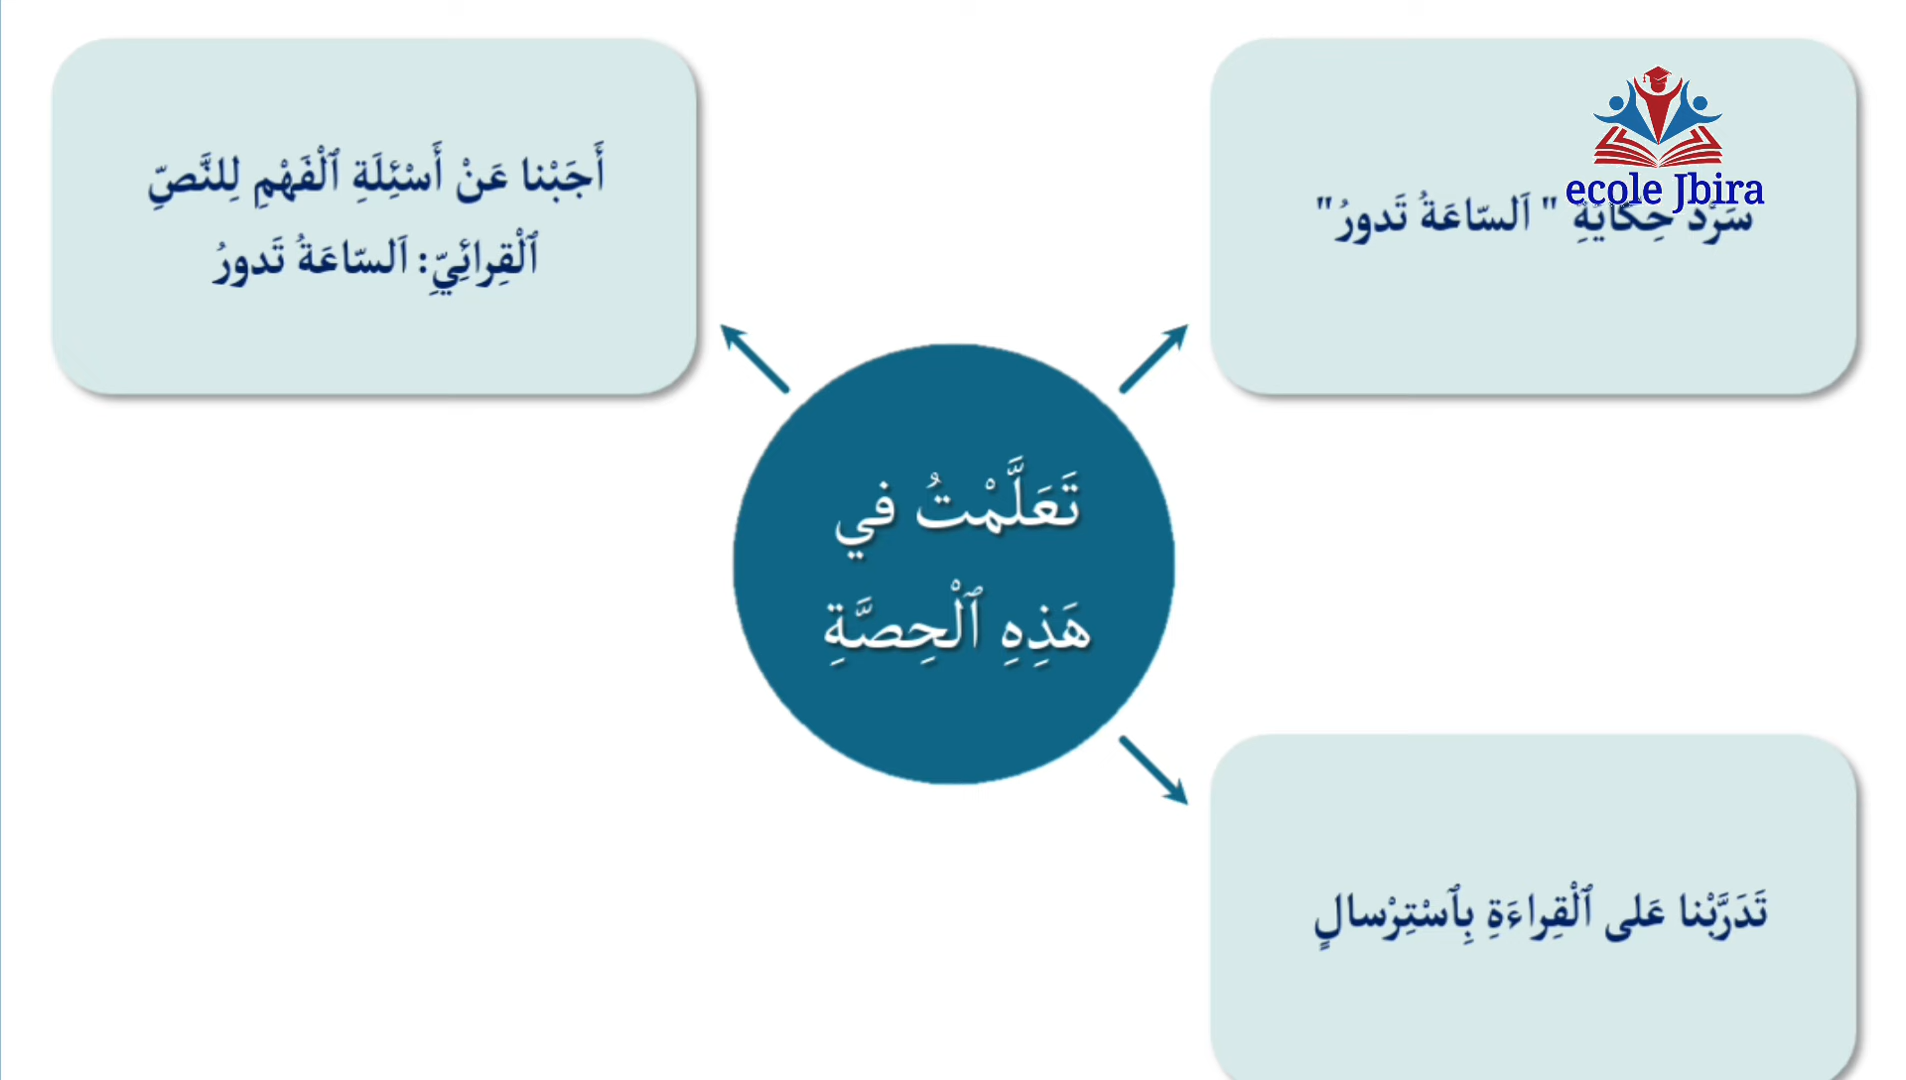 ecole Jbira
سَرْدُ حِكايَةِ " اَلسّاعَةُ تَدورُ"
أَجَبْنا عَنْ أَسْئِلَةِ ٱلْفَهْمِ لِلنَّصِّ
ٱلْقِرائِيِّ: اَلسّاعَةُ تَدورُ
تَعَلَّمْتُ في
هَذِهِ ٱلْحِصَّةِ
تَدَرَّبْنا عَلى ٱلْقِراءَةِ بِٱسْتِرْسالٍ